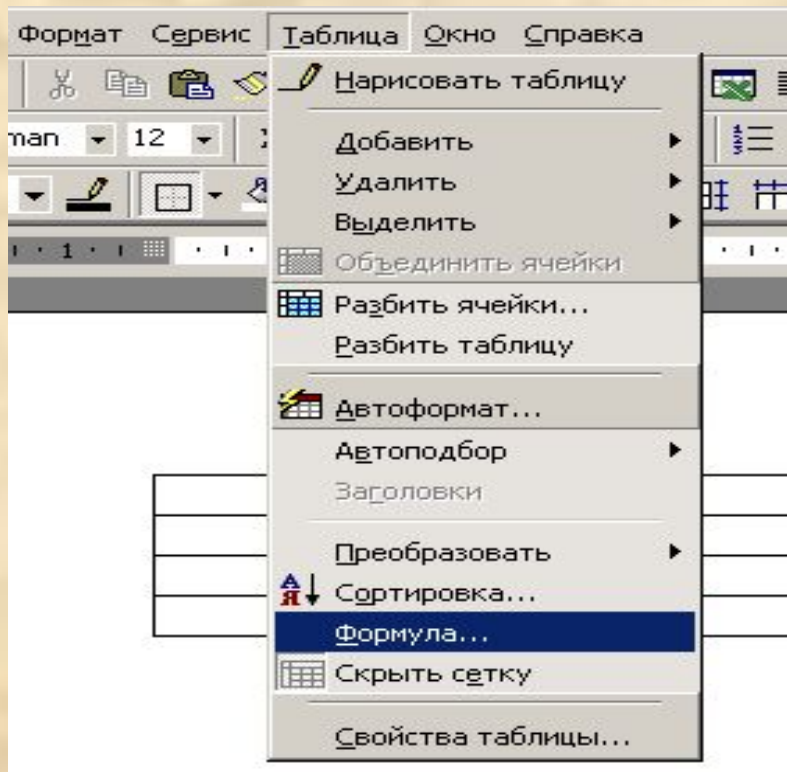 Формат Сервис Таблица Окно Справка
Нарисовать таблицу
man 12
Добавить
Удалить
Выделить
1
Объединить ячейки
Разбить ячейки...
Разбить таблицу
Автоформат...
Автоподбор
Заголовки
Преобразовать
Сортировка...
Формула...
Скрыть сетку
Свойства таблицы...